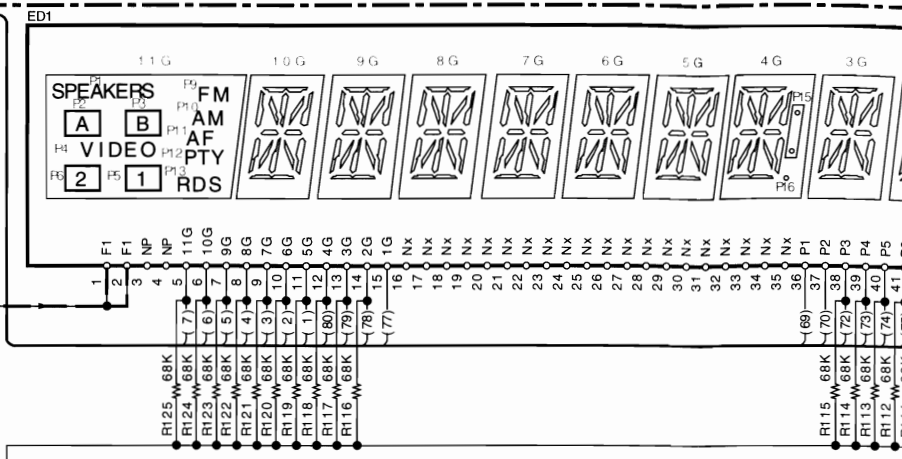 ED1
11G 10G 9G 8G 7G 6G 5G 4G 3G
P1
SPEAKERS P9 FM
P2 P3 P10 AM
A B P11 AF
P4 VIDEO P12 PTY
P6 2 P5 1 P13 RDS
P15
P16
F1 F1 NP NP 11G 10G 9G 8G 7G 6G 5G 4G 3G 2G 1G Nx Nx Nx Nx Nx Nx Nx Nx Nx Nx Nx Nx Nx Nx Nx Nx Nx Nx Nx Nx P1 P2 P3 P4 P5
1 2 3 4 5 6 7 8 9 10 11 12 13 14 15 16 17 18 19 20 21 22 23 24 25 26 27 28 29 30 31 32 33 34 35 36 37 38 39 40 41
(7) (6) (5) (4) (3) (2) (1) (80) (79) (78) (77) (69) (70) (72) (73) (74)
68K 68K 68K 68K 68K 68K 68K 68K 68K 68K 68K 68K 68K 68K
R125 R124 R123 R122 R121 R120 R119 R118 R117 R116 R115 R114 R113 R112